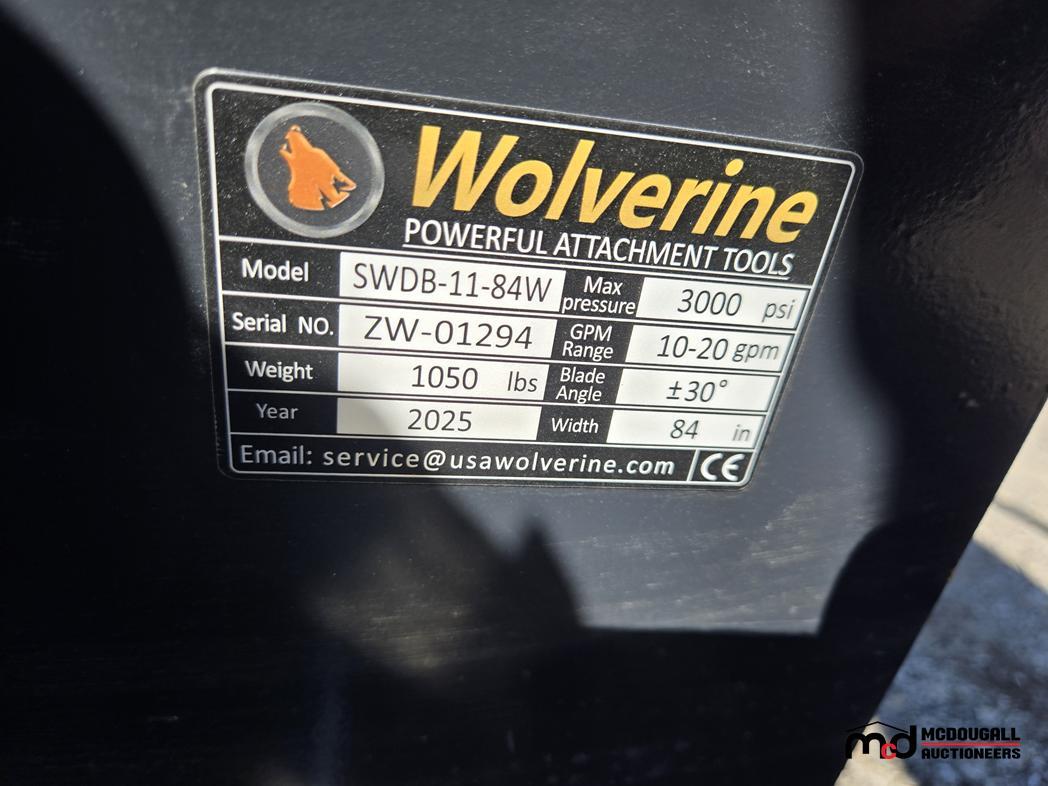 Wolverine
POWERFUL ATTACHMENT TOOLS
Model SWDB-11-84W Max pressure 3000 psi
Serial NO. ZW-01294 GPM Range 10-20 gpm
Weight 1050 lbs Blade Angle ±30°
Year 2025 Width 84 in
Email: service@usawolverine.com CE
mcd MCDOUGALL
AUCTIONEERS